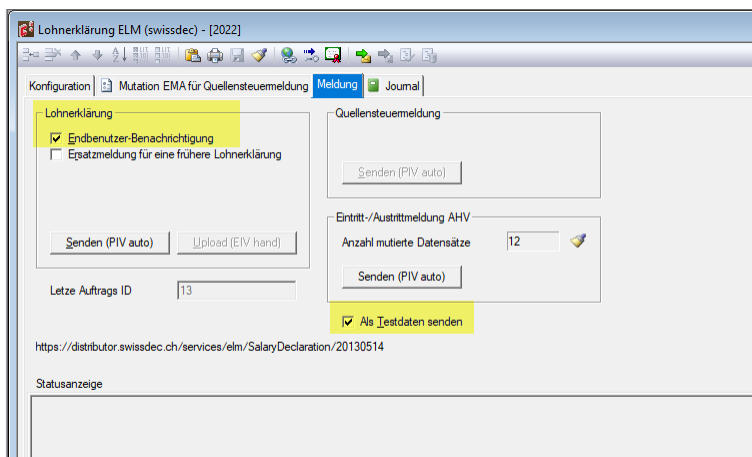 Lohnerklärung ELM (swissdec) - [2022]
Konfiguration Mutation EMA für Quellensteuermeldung Meldung Journal
Lohnerklärung
Endbenutzer-Benachrichtigung
Ersatzmeldung für eine frühere Lohnerklärung
Senden (PIV auto) Upload (EIV hand)
Letze Auftrags ID 13
Quellensteuermeldung
Senden (PIV auto)
Eintritt-/Austrittmeldung AHV
Anzahl mutierte Datensätze 12
Senden (PIV auto)
Als Testdaten senden
https://distributor.swissdec.ch/services/elm/SalaryDeclaration/20130514
Statusanzeige